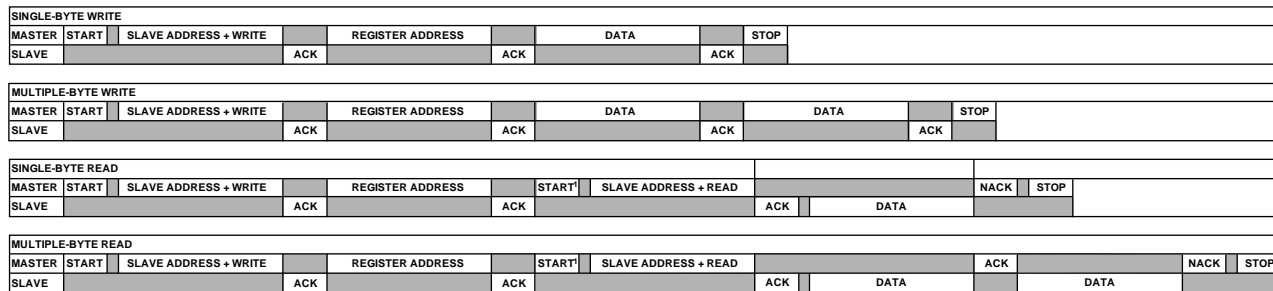 SINGLE-BYTE WRITE
MASTER START SLAVE ADDRESS + WRITE REGISTER ADDRESS DATA STOP
SLAVE ACK ACK ACK
MULTIPLE-BYTE WRITE
MASTER START SLAVE ADDRESS + WRITE REGISTER ADDRESS DATA DATA STOP
SLAVE ACK ACK ACK ACK
SINGLE-BYTE READ
MASTER START SLAVE ADDRESS + WRITE REGISTER ADDRESS START¹ SLAVE ADDRESS + READ NACK STOP
SLAVE ACK ACK ACK DATA
MULTIPLE-BYTE READ
MASTER START SLAVE ADDRESS + WRITE REGISTER ADDRESS START¹ SLAVE ADDRESS + READ ACK NACK STOP
SLAVE ACK ACK ACK DATA DATA